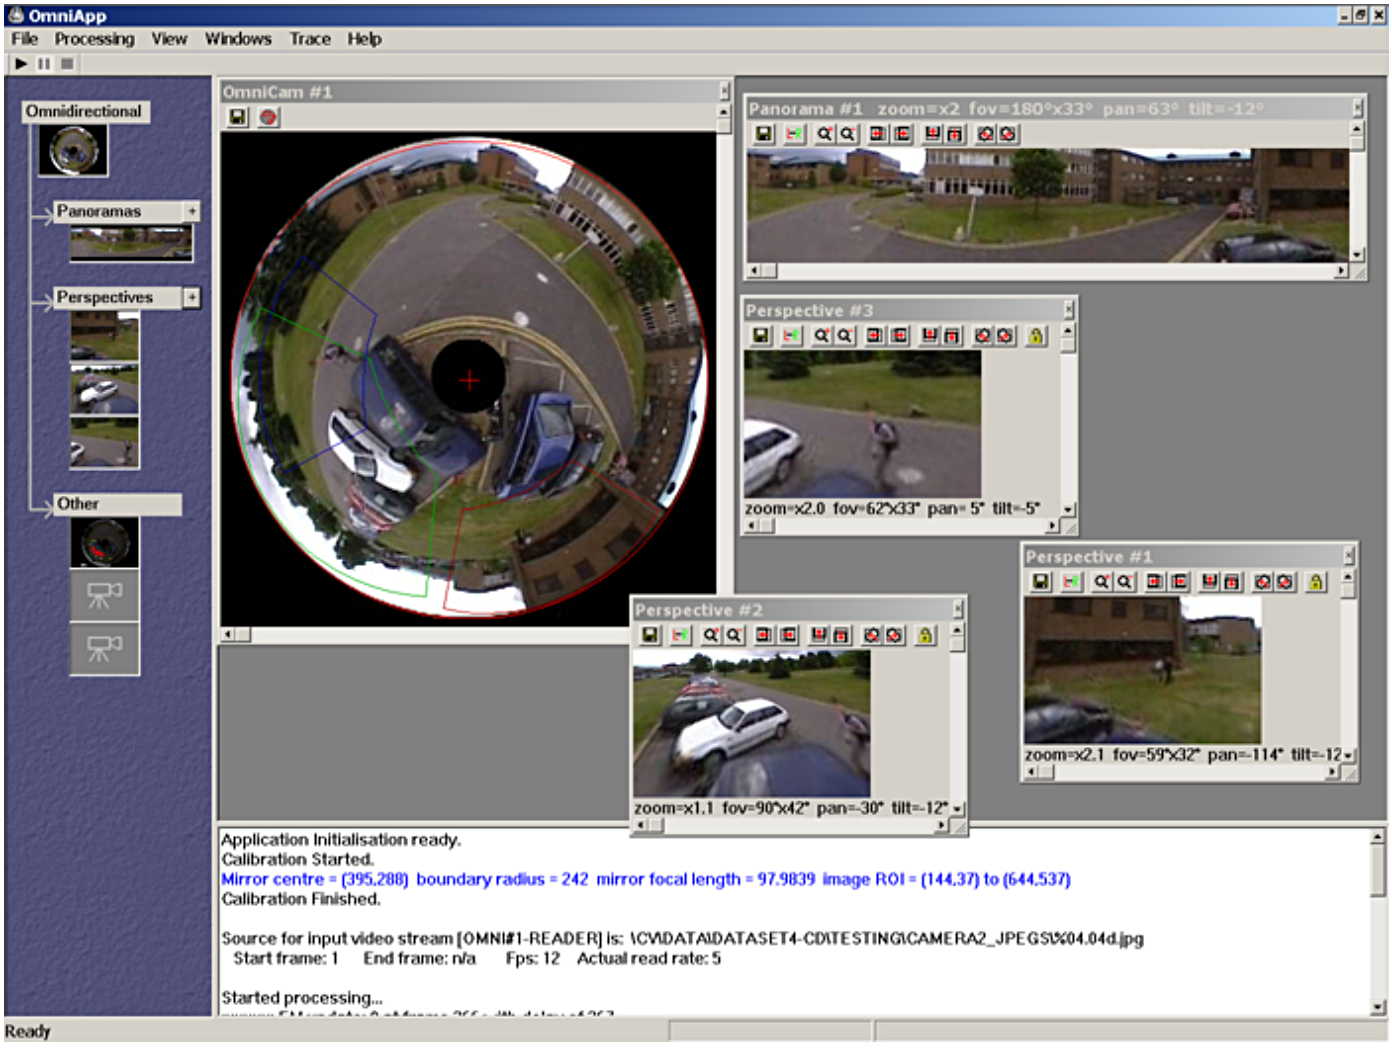 OmniApp
File Processing View Windows Trace Help
Omnidirectional
Panoramas +
Perspectives +
Other
OmniCam #1
Panorama #1 zoom=x2 fov=180°x33° pan=63° tilt=-12°
Perspective #3
zoom=x2.0 fov=62°x33° pan= 5° tilt=-5°
Perspective #1
zoom=x2.1 fov=59°x32° pan=-114° tilt=-12
Perspective #2
zoom=x1.1 fov=90°x42° pan=-30° tilt=-12°
Application Initialisation ready.
Calibration Started.
Mirror centre = (395,288) boundary radius = 242 mirror focal length = 97.9839 image ROI = (144,37) to (644,537)
Calibration Finished.
Source for input video stream [OMNI#1-READER] is: \CV\DATA\DATASET4-CD\TESTING\CAMERA2_JPEGS\%04.04d.jpg
Start frame: 1 End frame: n/a Fps: 12 Actual read rate: 5
Started processing...
Ready